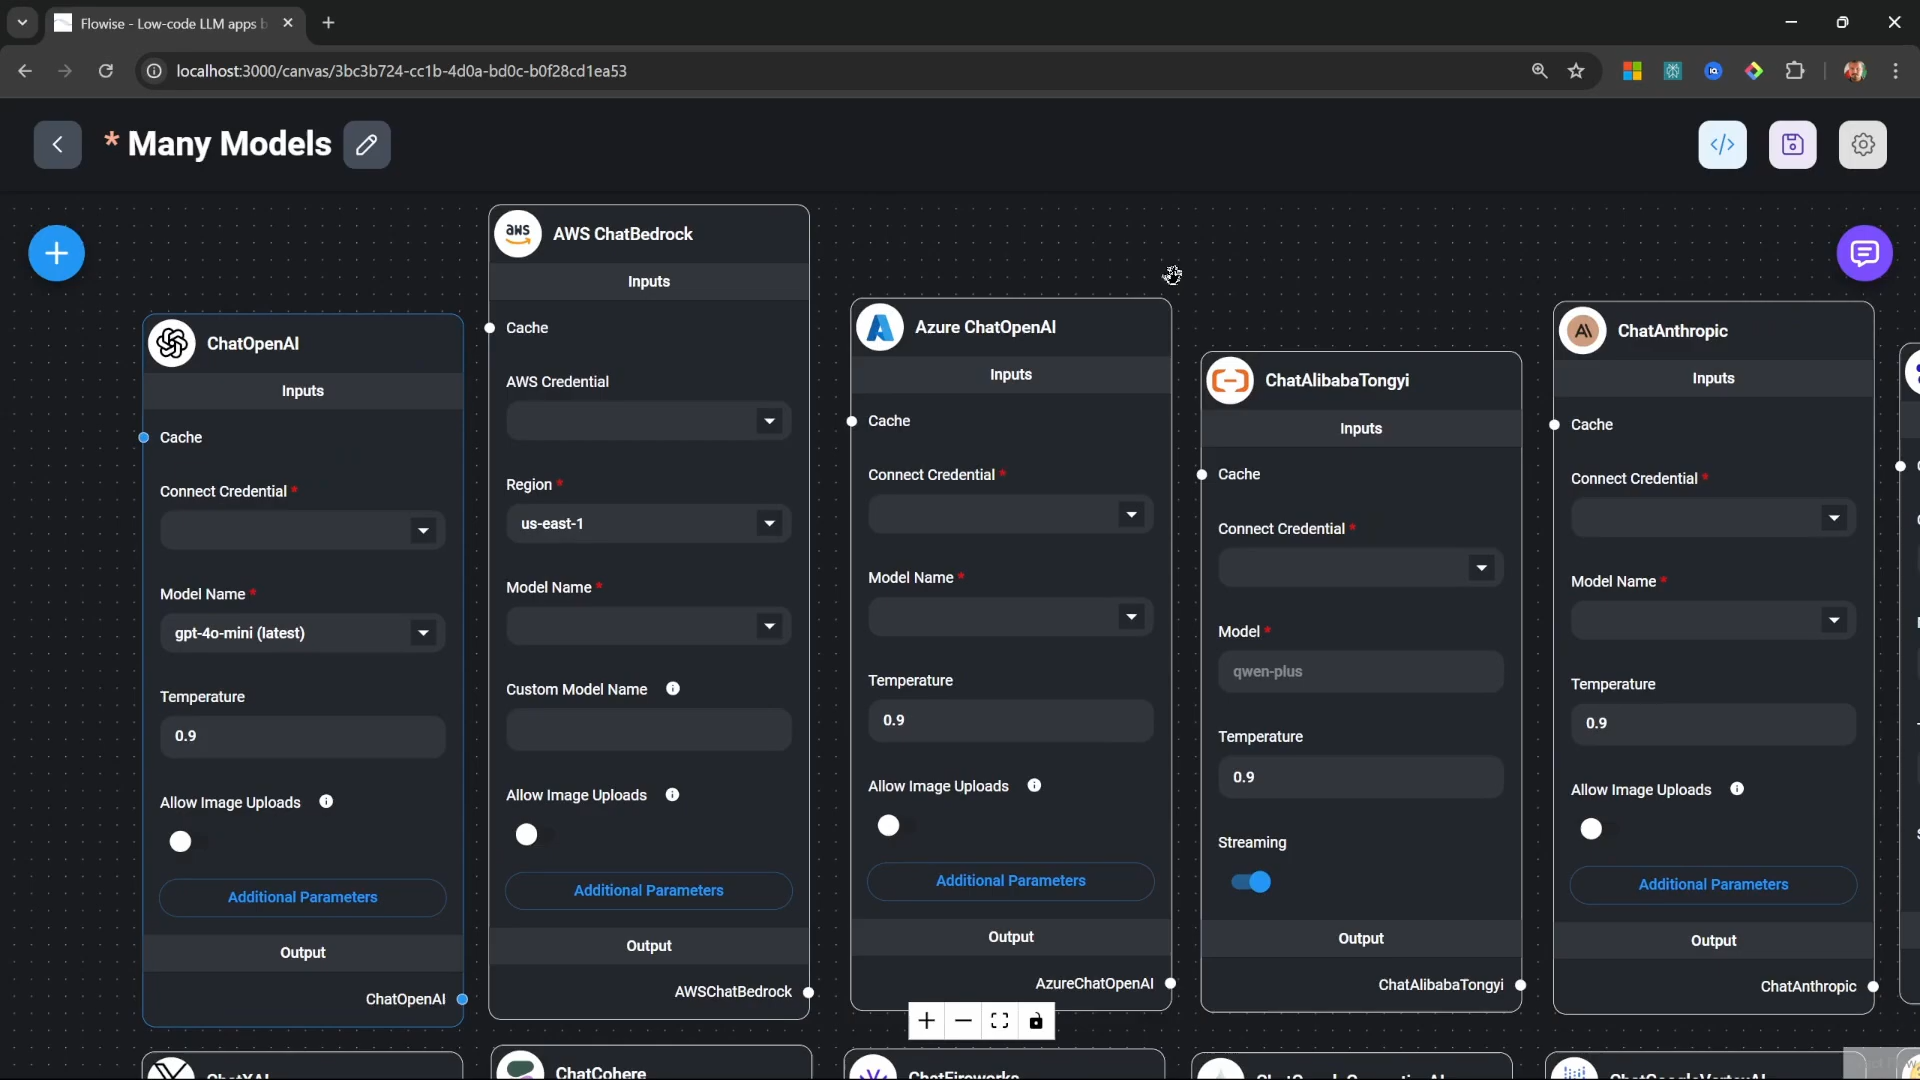 Flowise - Low-code LLM apps b
localhost:3000/canvas/3bc3b724-cc1b-4d0a-bd0c-b0f28cd1ea53
* Many Models
ChatOpenAI
Inputs
Cache
Connect Credential *
Model Name *
gpt-4o-mini (latest)
Temperature
0.9
Allow Image Uploads
Additional Parameters
Output
ChatOpenAI
aws
AWS ChatBedrock
Inputs
Cache
AWS Credential
Region *
us-east-1
Model Name *
Custom Model Name
Allow Image Uploads
Additional Parameters
Output
AWSChatBedrock
Azure ChatOpenAI
Inputs
Cache
Connect Credential *
Model Name *
Temperature
0.9
Allow Image Uploads
Additional Parameters
Output
AzureChatOpenAI
ChatAlibabaTongyi
Inputs
Cache
Connect Credential *
Model *
qwen-plus
Temperature
0.9
Streaming
Output
ChatAlibabaTongyi
ChatAnthropic
Inputs
Cache
Connect Credential *
Model Name *
Temperature
0.9
Allow Image Uploads
Additional Parameters
Output
ChatAnthropic
ChatXAI
ChatCohere
ChatFireworks
ChatGoogleVertexAI